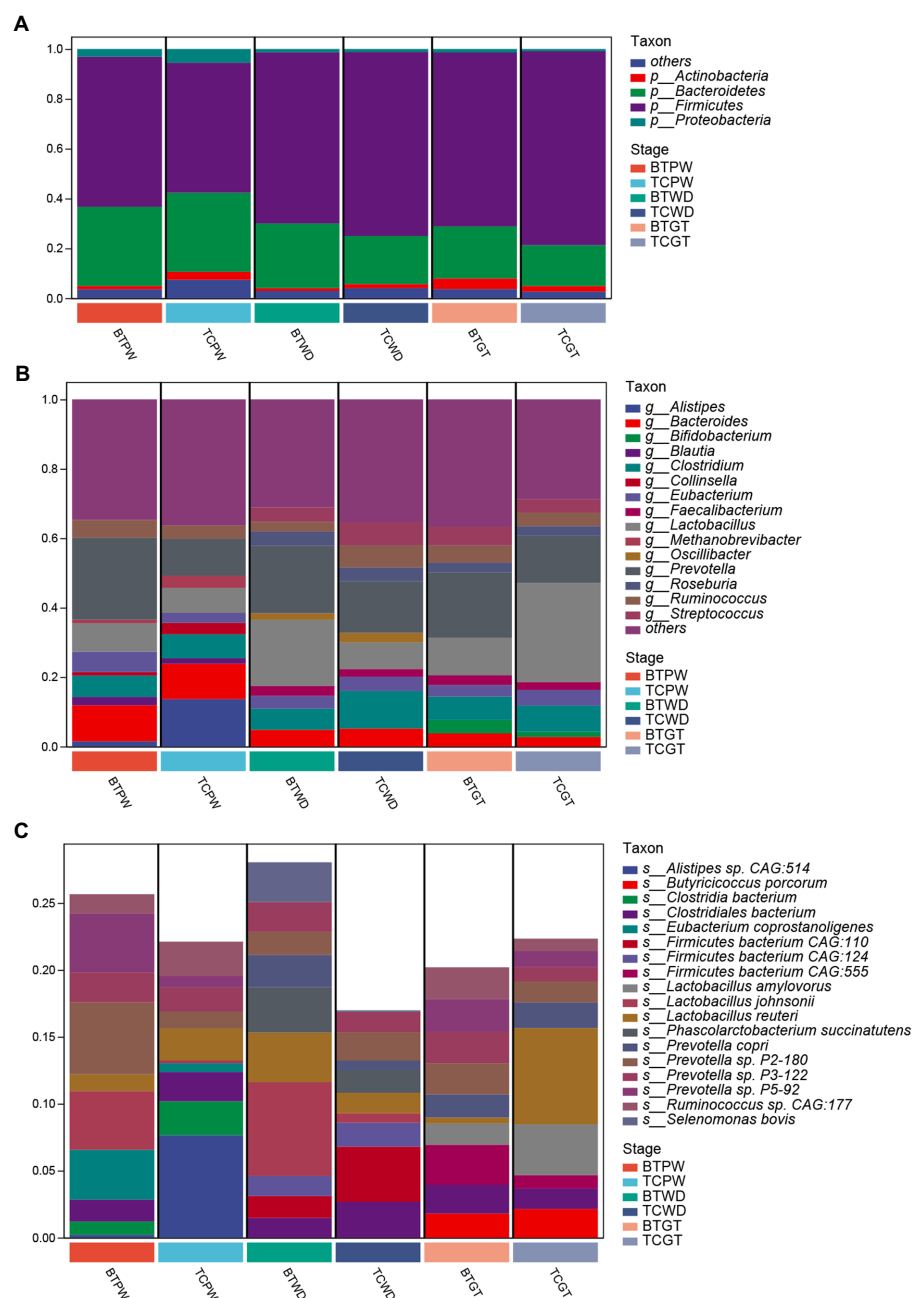 A
1.0
0.8
0.6
0.4
0.2
0.0
BTPW
TCPW
BTWD
TCWD
BTGT
TCGT
Taxon
others
p__Actinobacteria
p__Bacteroidetes
p__Firmicutes
p__Proteobacteria
Stage
BTPW
TCPW
BTWD
TCWD
BTGT
TCGT
B
1.0
0.8
0.6
0.4
0.2
0.0
BTPW
TCPW
BTWD
TCWD
BTGT
TCGT
Taxon
g__Alistipes
g__Bacteroides
g__Bifidobacterium
g__Blautia
g__Clostridium
g__Collinsella
g__Eubacterium
g__Faecalibacterium
g__Lactobacillus
g__Methanobrevibacter
g__Oscillibacter
g__Prevotella
g__Roseburia
g__Ruminococcus
g__Streptococcus
others
Stage
BTPW
TCPW
BTWD
TCWD
BTGT
TCGT
C
0.25
0.20
0.15
0.10
0.05
0.00
BTPW
TCPW
BTWD
TCWD
BTGT
TCGT
Taxon
s__Alistipes sp. CAG:514
s__Butyricicoccus porcorum
s__Clostridia bacterium
s__Clostridiales bacterium
s__Eubacterium coprostanoligenes
s__Firmicutes bacterium CAG:110
s__Firmicutes bacterium CAG:124
s__Firmicutes bacterium CAG:555
s__Lactobacillus amylovorus
s__Lactobacillus johnsonii
s__Lactobacillus reuteri
s__Phascolarctobacterium succinatutens
s__Prevotella copri
s__Prevotella sp. P2-180
s__Prevotella sp. P3-122
s__Prevotella sp. P5-92
s__Ruminococcus sp. CAG:177
s__Selenomonas bovis
Stage
BTPW
TCPW
BTWD
TCWD
BTGT
TCGT